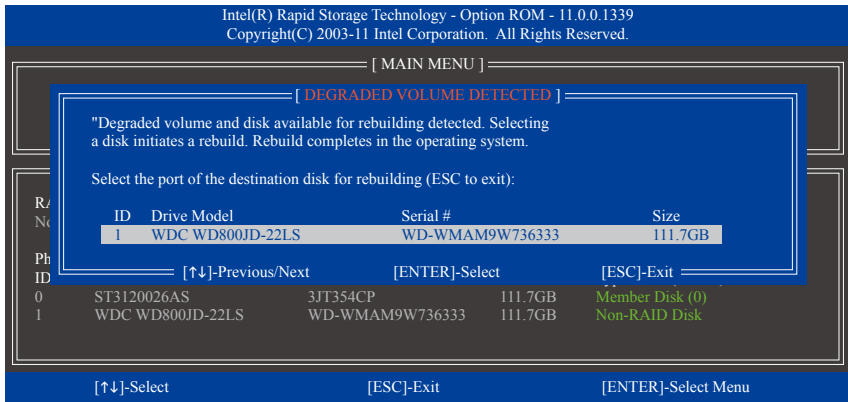 Intel(R) Rapid Storage Technology - Option ROM - 11.0.0.1339
Copyright(C) 2003-11 Intel Corporation. All Rights Reserved.
[ MAIN MENU ]
[ DEGRADED VOLUME DETECTED ]
"Degraded volume and disk available for rebuilding detected. Selecting
a disk initiates a rebuild. Rebuild completes in the operating system.
Select the port of the destination disk for rebuilding (ESC to exit):
ID Drive Model Serial # Size
1 WDC WD800JD-22LS WD-WMAM9W736333 111.7GB
[↑↓]-Previous/Next [ENTER]-Select [ESC]-Exit
ID
0 ST3120026AS 3JT354CP 111.7GB Member Disk (0)
1 WDC WD800JD-22LS WD-WMAM9W736333 111.7GB Non-RAID Disk
[↑↓]-Select [ESC]-Exit [ENTER]-Select Menu